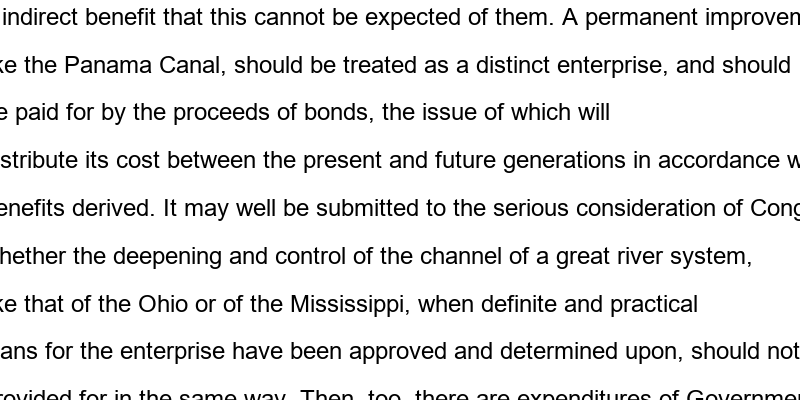 indirect benefit that this cannot be expected of them. A permanent improven
ke the Panama Canal, should be treated as a distinct enterprise, and should
e paid for by the proceeds of bonds, the issue of which will
stribute its cost between the present and future generations in accordance w
enefits derived. It may well be submitted to the serious consideration of Cong
hether the deepening and control of the channel of a great river system,
ke that of the Ohio or of the Mississippi, when definite and practical
ans for the enterprise have been approved and determined upon, should not
rovided for in the same way. Then, too, there are expenditures of Governmen